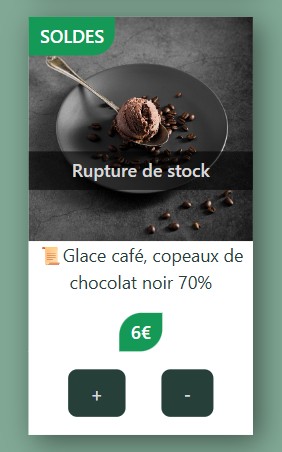 SOLDES
Rupture de stock
📜Glace café, copeaux de
chocolat noir 70%
6€
+
-